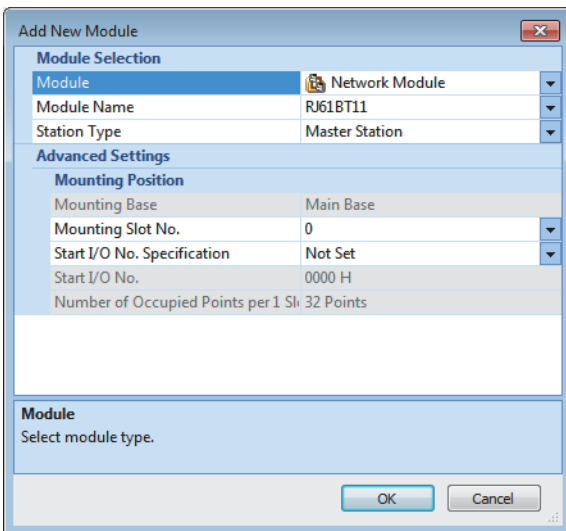 Add New Module
Module Selection
Module Network Module
Module Name RJ61BT11
Station Type Master Station
Advanced Settings
Mounting Position
Mounting Base Main Base
Mounting Slot No. 0
Start I/O No. Specification Not Set
Start I/O No. 0000 H
Number of Occupied Points per 1 Sl 32 Points
Module
Select module type.
OK Cancel